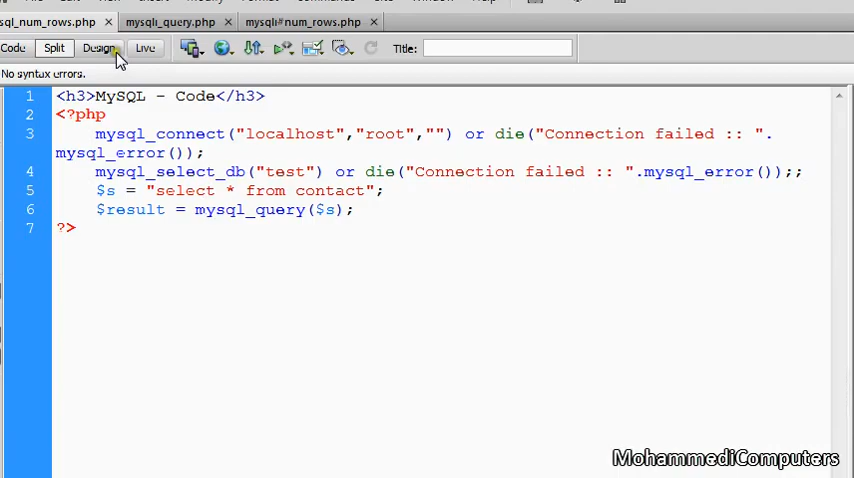 sql_num_rows.php × mysqli_query.php × mysqli#num_rows.php ×
Code Split Design Live Title:
No syntax errors.
1 <h3>MySQL - Code</h3>
2 <?php
3 mysql_connect("localhost","root","") or die("Connection failed :: ".
mysql_error());
4 mysql_select_db("test") or die("Connection failed :: ".mysql_error());;
5 $s = "select * from contact";
6 $result = mysql_query($s);
7 ?>
MohammediComputers